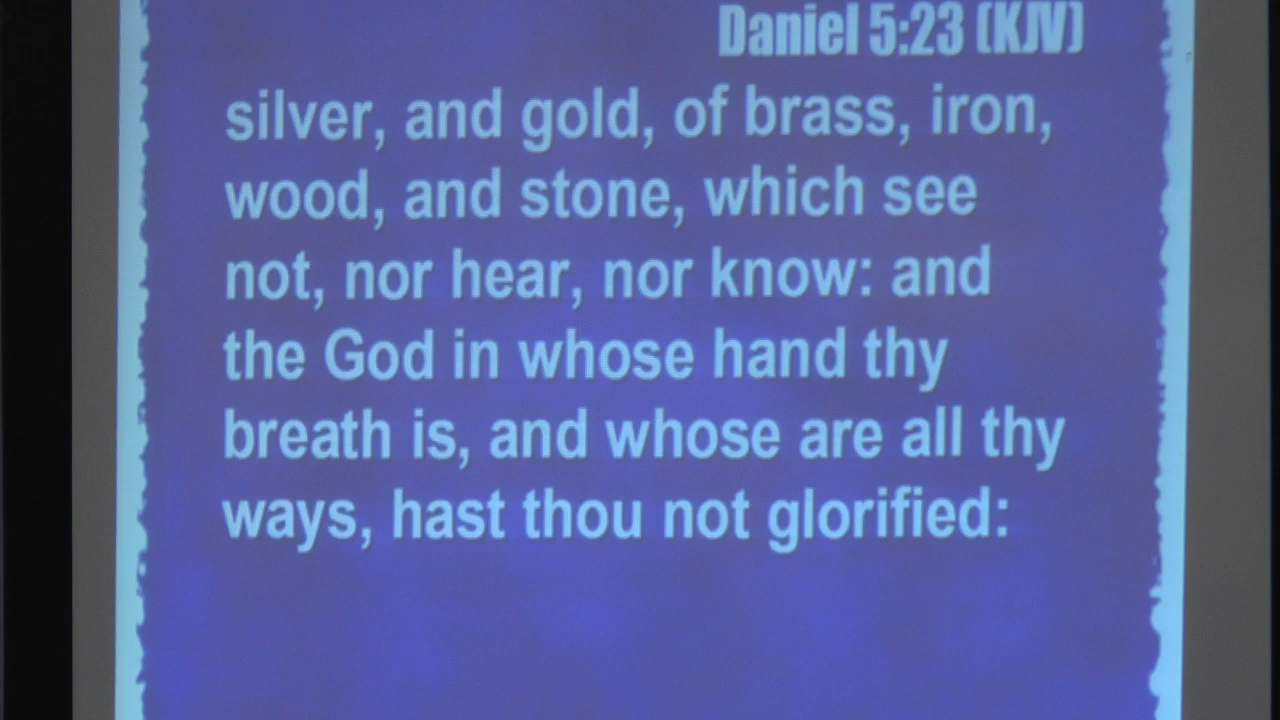 Daniel 5:23 (KJV)
silver, and gold, of brass, iron,
wood, and stone, which see
not, nor hear, nor know: and
the God in whose hand thy
breath is, and whose are all thy
ways, hast thou not glorified: